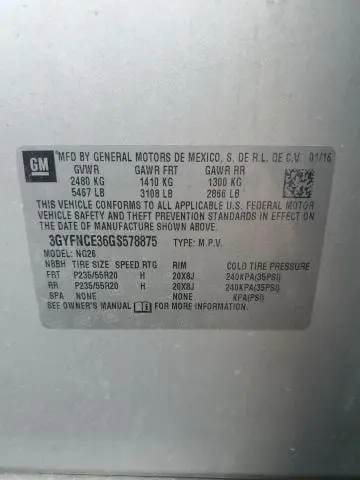 GM MFD BY GENERAL MOTORS DE MEXICO, S. DE R.L. DE C.V. 01/16
GVWR GAWR FRT GAWR RR
2480 KG 1410 KG 1300 KG
5467 LB 3108 LB 2866 LB
THIS VEHICLE CONFORMS TO ALL APPLICABLE U.S. FEDERAL MOTOR
VEHICLE SAFETY AND THEFT PREVENTION STANDARDS IN EFFECT ON
THE DATE OF MANUFACTURE SHOWN ABOVE.
3GYFNCE36GS578875 TYPE: M.P.V.
MODEL: NG26
TIRE SIZE SPEED RTG RIM COLD TIRE PRESSURE
FRT P235/55R20 H 20X8J 240KPA(35PSI)
RR P235/55R20 H 20X8J 240KPA(35PSI)
SPA NONE NONE KPA(PSI)
SEE OWNER'S MANUAL FOR MORE INFORMATION.